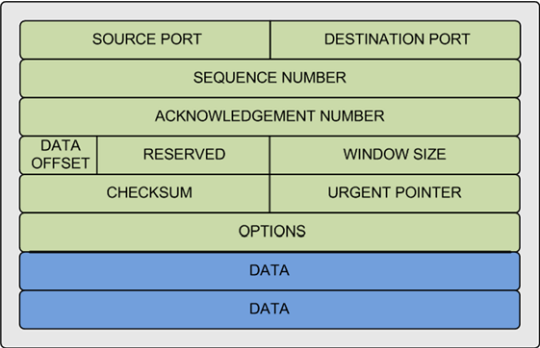 SOURCE PORT DESTINATION PORT
SEQUENCE NUMBER
ACKNOWLEDGEMENT NUMBER
DATA OFFSET RESERVED WINDOW SIZE
CHECKSUM URGENT POINTER
OPTIONS
DATA
DATA